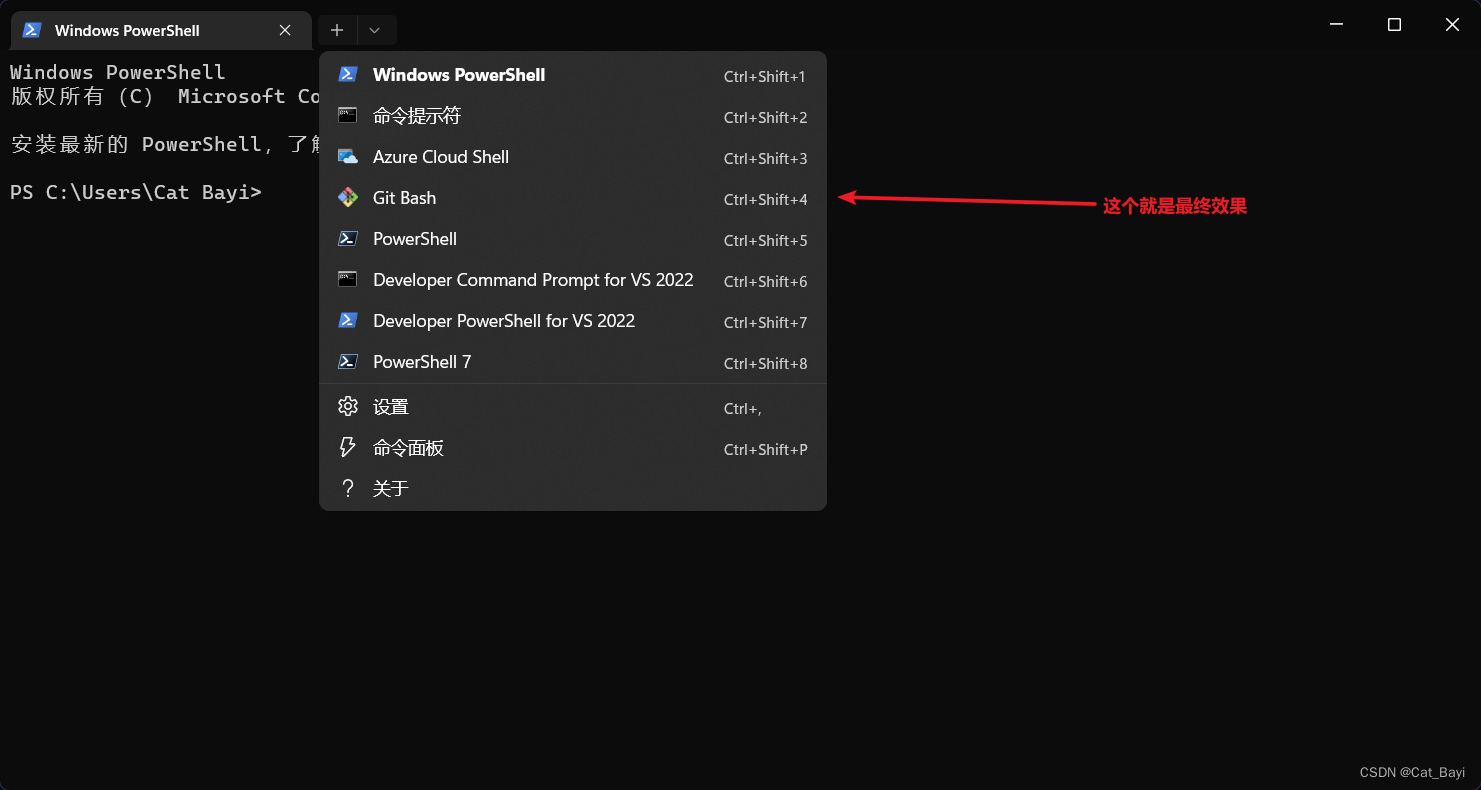 Windows PowerShell
Windows PowerShell
版权所有 (C) Microsoft Co
安装最新的 PowerShell，了解
PS C:\Users\Cat Bayi>
Windows PowerShell Ctrl+Shift+1
命令提示符 Ctrl+Shift+2
Azure Cloud Shell Ctrl+Shift+3
Git Bash Ctrl+Shift+4
PowerShell Ctrl+Shift+5
Developer Command Prompt for VS 2022 Ctrl+Shift+6
Developer PowerShell for VS 2022 Ctrl+Shift+7
PowerShell 7 Ctrl+Shift+8
设置 Ctrl+,
命令面板 Ctrl+Shift+P
关于
这个就是最终效果
CSDN @Cat_Bayi